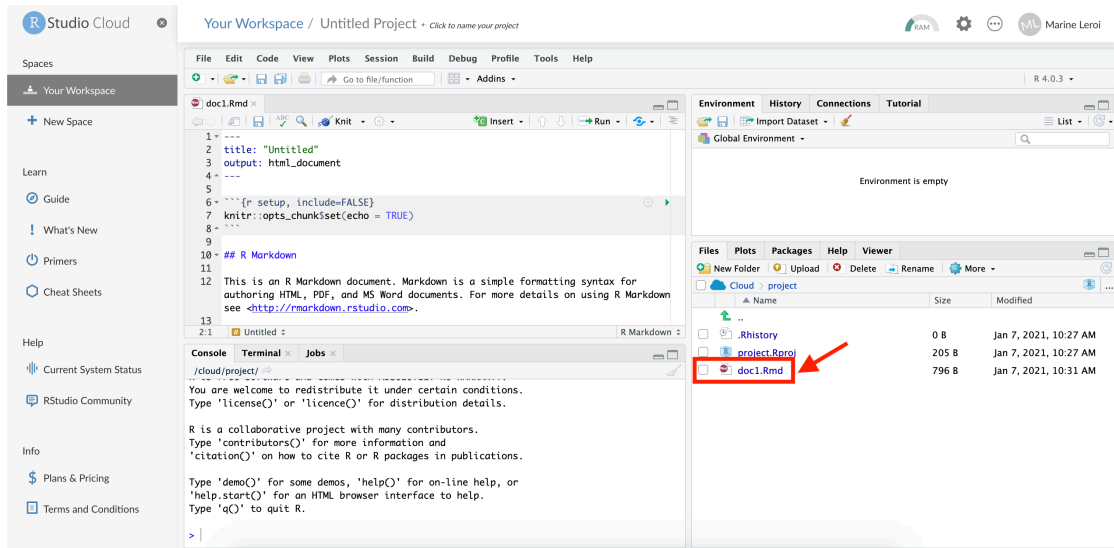 R Studio Cloud
Your Workspace / Untitled Project
Click to name your project
RAM
ML
Marine Leroi
Spaces
Your Workspace
New Space
Learn
Guide
What's New
Primers
Cheat Sheets
Help
Current System Status
RStudio Community
Info
Plans & Pricing
Terms and Conditions
File Edit Code View Plots Session Build Debug Profile Tools Help
Go to file/function
Addins
R 4.0.3
doc1.Rmd
ABC
Knit
Insert
Run
1 ---
2 title: "Untitled"
3 output: html_document
4 ---
5
6 ```{r setup, include=FALSE}
7 knitr::opts_chunk$set(echo = TRUE)
8 ```
9
10 ## R Markdown
11
12 This is an R Markdown document. Markdown is a simple formatting syntax for
authoring HTML, PDF, and MS Word documents. For more details on using R Markdown
see <http://rmarkdown.rstudio.com>.
13
2:1 # Untitled
R Markdown
Console Terminal Jobs
/cloud/project/
You are welcome to redistribute it under certain conditions.
Type 'license()' or 'licence()' for distribution details.
R is a collaborative project with many contributors.
Type 'contributors()' for more information and
'citation()' on how to cite R or R packages in publications.
Type 'demo()' for some demos, 'help()' for on-line help, or
'help.start()' for an HTML browser interface to help.
Type 'q()' to quit R.
>
Environment History Connections Tutorial
Import Dataset
List
Global Environment
Environment is empty
Files Plots Packages Help Viewer
New Folder Upload Delete Rename More
Cloud > project
R
...
Name Size Modified
..
.Rhistory 0 B Jan 7, 2021, 10:27 AM
project.Rproj 205 B Jan 7, 2021, 10:27 AM
doc1.Rmd 796 B Jan 7, 2021, 10:31 AM